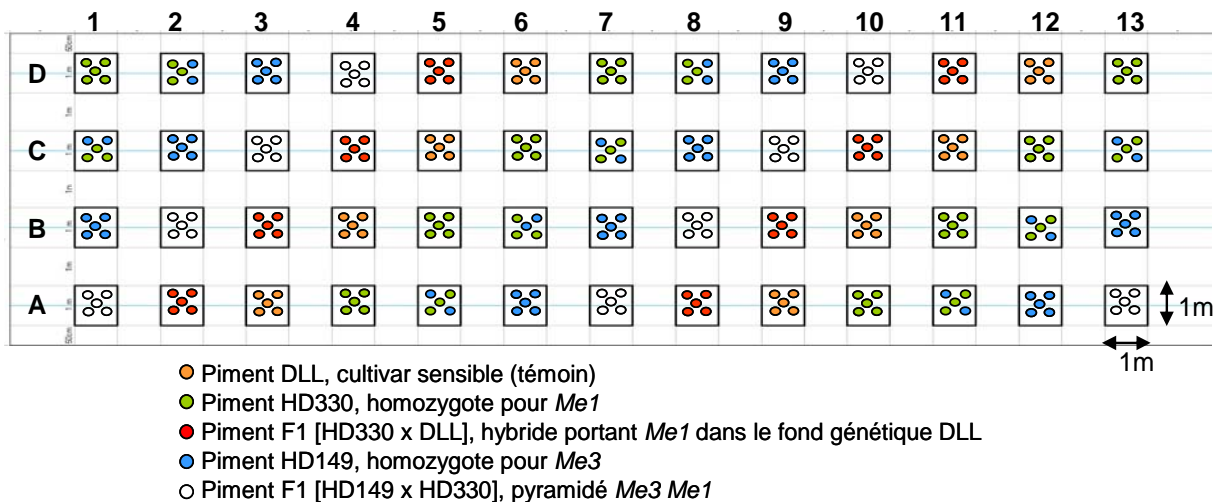 1 2 3 4 5 6 7 8 9 10 11 12 13
D
C
B
A
1m
1m
Piment DLL, cultivar sensible (témoin)
Piment HD330, homozygote pour Me1
Piment F1 [HD330 x DLL], hybride portant Me1 dans le fond génétique DLL
Piment HD149, homozygote pour Me3
Piment F1 [HD149 x HD330], pyramidé Me3 Me1